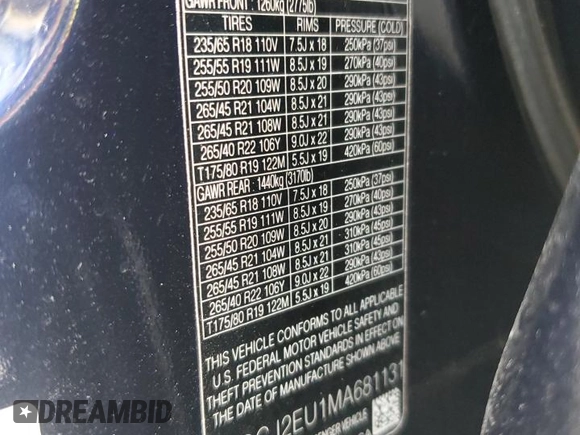 GAWR FRONT : 1260kg (2775lb)
TIRES RIMS PRESSURE (COLD)
235/65 R18 110V 7.5J x 18 250kPa (37psi)
255/55 R19 111W 8.5J x 19 270kPa (40psi)
255/50 R20 109W 8.5J x 20 290kPa (43psi)
265/45 R21 104W 8.5J x 21 290kPa (43psi)
265/45 R21 108W 8.5J x 21 290kPa (43psi)
265/40 R22 106Y 9.0J x 22 290kPa (43psi)
T175/80 R19 122M 5.5J x 19 420kPa (60psi)
GAWR REAR : 1440kg (3170lb)
235/65 R18 110V 7.5J x 18 250kPa (37psi)
255/55 R19 111W 8.5J x 19 270kPa (40psi)
255/50 R20 109W 8.5J x 20 290kPa (43psi)
265/45 R21 104W 8.5J x 21 310kPa (45psi)
265/45 R21 108W 8.5J x 21 310kPa (45psi)
265/40 R22 106Y 9.0J x 22 290kPa (43psi)
T175/80 R19 122M 5.5J x 19 420kPa (60psi)
THIS VEHICLE CONFORMS TO ALL APPLICABLE
U.S. FEDERAL MOTOR VEHICLE SAFETY AND
THEFT PREVENTION STANDARDS IN EFFECT ON
THE DATE OF MANUFACTURE SHOWN ABOVE
J2EU1MA681131
VEHICLE
RIDESAFELY
AUTO AUCTION AMBID